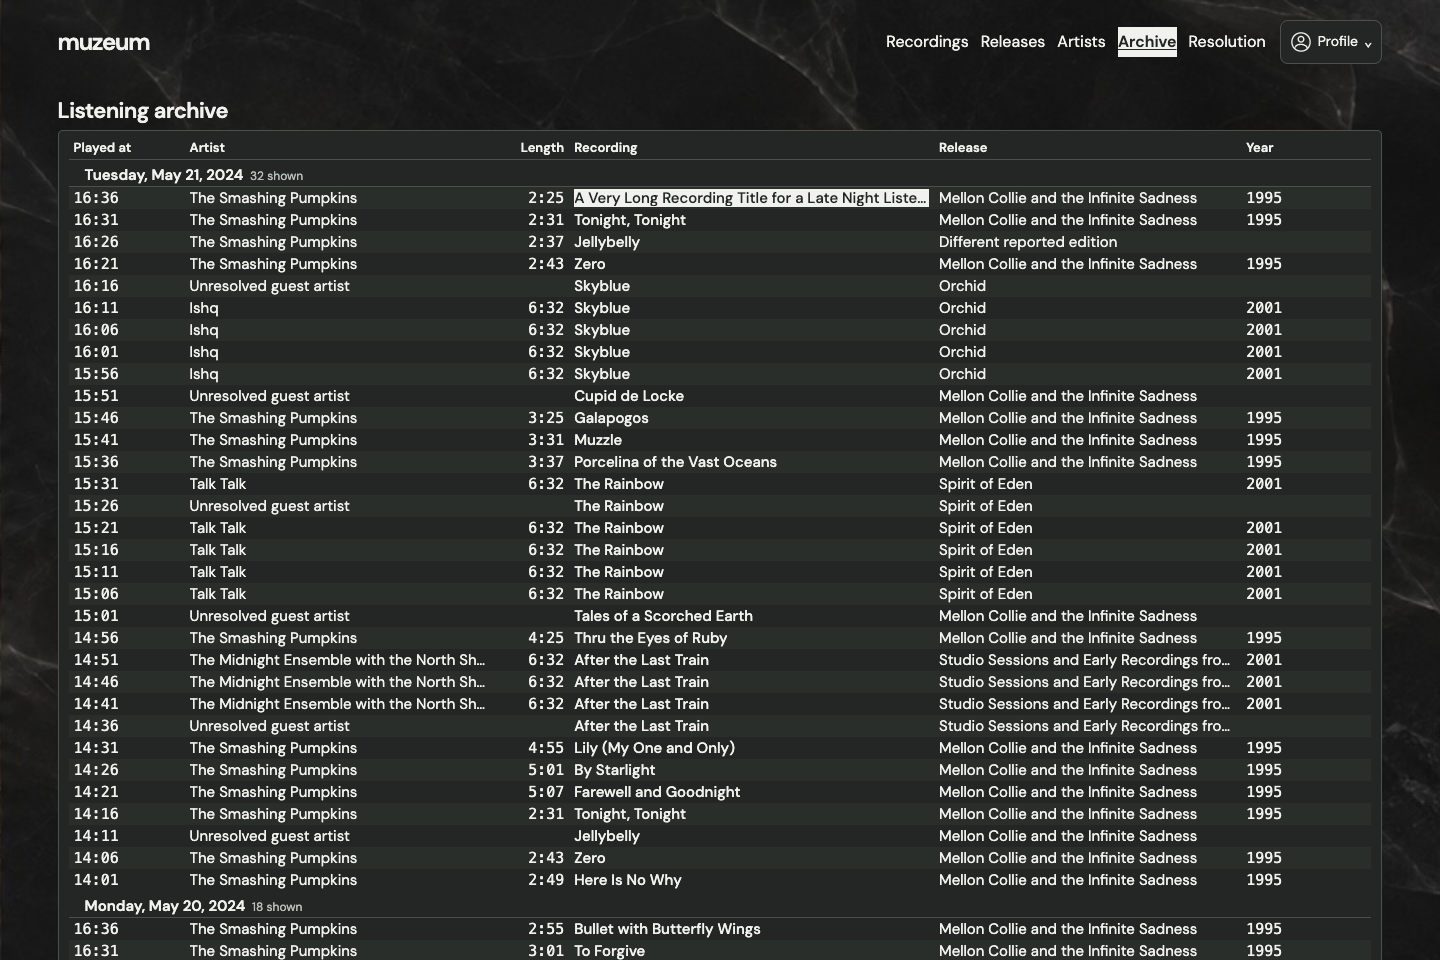 muzeum
Recordings Releases Artists Archive Resolution Profile
Listening archive
Played at Artist Length Recording Release Year
Tuesday, May 21, 2024 32 shown
16:36 The Smashing Pumpkins 2:25 A Very Long Recording Title for a Late Night Liste... Mellon Collie and the Infinite Sadness 1995
16:31 The Smashing Pumpkins 2:31 Tonight, Tonight Mellon Collie and the Infinite Sadness 1995
16:26 The Smashing Pumpkins 2:37 Jellybelly Different reported edition
16:21 The Smashing Pumpkins 2:43 Zero Mellon Collie and the Infinite Sadness 1995
16:16 Unresolved guest artist Skyblue Orchid
16:11 Ishq 6:32 Skyblue Orchid 2001
16:06 Ishq 6:32 Skyblue Orchid 2001
16:01 Ishq 6:32 Skyblue Orchid 2001
15:56 Ishq 6:32 Skyblue Orchid 2001
15:51 Unresolved guest artist Cupid de Locke Mellon Collie and the Infinite Sadness
15:46 The Smashing Pumpkins 3:25 Galapogos Mellon Collie and the Infinite Sadness 1995
15:41 The Smashing Pumpkins 3:31 Muzzle Mellon Collie and the Infinite Sadness 1995
15:36 The Smashing Pumpkins 3:37 Porcelina of the Vast Oceans Mellon Collie and the Infinite Sadness 1995
15:31 Talk Talk 6:32 The Rainbow Spirit of Eden 2001
15:26 Unresolved guest artist The Rainbow Spirit of Eden
15:21 Talk Talk 6:32 The Rainbow Spirit of Eden 2001
15:16 Talk Talk 6:32 The Rainbow Spirit of Eden 2001
15:11 Talk Talk 6:32 The Rainbow Spirit of Eden 2001
15:06 Talk Talk 6:32 The Rainbow Spirit of Eden 2001
15:01 Unresolved guest artist Tales of a Scorched Earth Mellon Collie and the Infinite Sadness
14:56 The Smashing Pumpkins 4:25 Thru the Eyes of Ruby Mellon Collie and the Infinite Sadness 1995
14:51 The Midnight Ensemble with the North Sh... 6:32 After the Last Train Studio Sessions and Early Recordings fro... 2001
14:46 The Midnight Ensemble with the North Sh... 6:32 After the Last Train Studio Sessions and Early Recordings fro... 2001
14:41 The Midnight Ensemble with the North Sh... 6:32 After the Last Train Studio Sessions and Early Recordings fro... 2001
14:36 Unresolved guest artist After the Last Train Studio Sessions and Early Recordings fro...
14:31 The Smashing Pumpkins 4:55 Lily (My One and Only) Mellon Collie and the Infinite Sadness 1995
14:26 The Smashing Pumpkins 5:01 By Starlight Mellon Collie and the Infinite Sadness 1995
14:21 The Smashing Pumpkins 5:07 Farewell and Goodnight Mellon Collie and the Infinite Sadness 1995
14:16 The Smashing Pumpkins 2:31 Tonight, Tonight Mellon Collie and the Infinite Sadness 1995
14:11 Unresolved guest artist Jellybelly Mellon Collie and the Infinite Sadness
14:06 The Smashing Pumpkins 2:43 Zero Mellon Collie and the Infinite Sadness 1995
14:01 The Smashing Pumpkins 2:49 Here Is No Why Mellon Collie and the Infinite Sadness 1995
Monday, May 20, 2024 18 shown
16:36 The Smashing Pumpkins 2:55 Bullet with Butterfly Wings Mellon Collie and the Infinite Sadness 1995
16:31 The Smashing Pumpkins 3:01 To Forgive Mellon Collie and the Infinite Sadness 1995